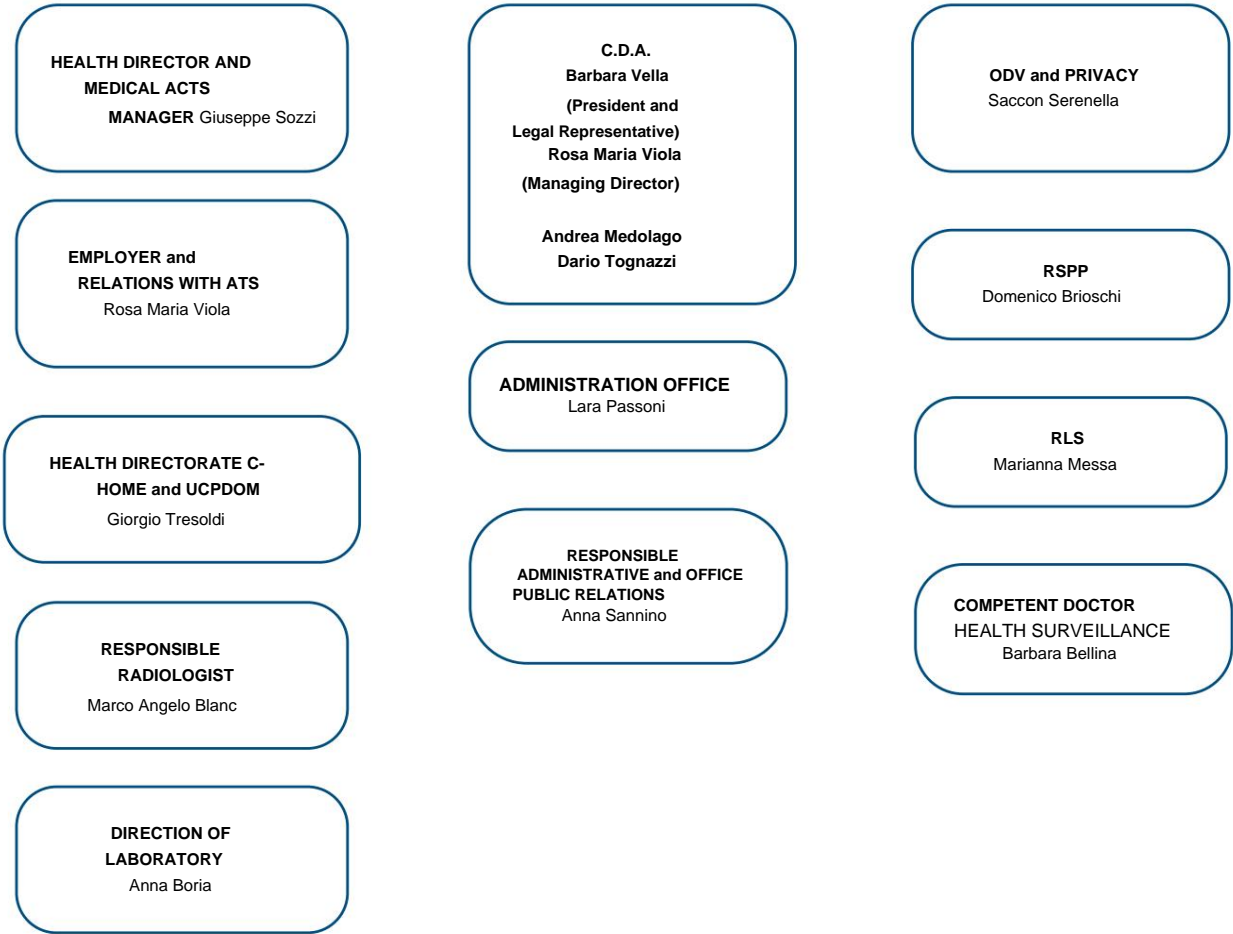 HEALTH DIRECTOR AND
MEDICAL ACTS
MANAGER Giuseppe Sozzi
EMPLOYER and
RELATIONS WITH ATS
Rosa Maria Viola
HEALTH DIRECTORATE C-
HOME and UCPDOM
Giorgio Tresoldi
RESPONSIBLE
RADIOLOGIST
Marco Angelo Blanc
DIRECTION OF
LABORATORY
Anna Boria
C.D.A.
Barbara Vella
(President and
Legal Representative)
Rosa Maria Viola
(Managing Director)
Andrea Medolago
Dario Tognazzi
ADMINISTRATION OFFICE
Lara Passoni
RESPONSIBLE
ADMINISTRATIVE and OFFICE
PUBLIC RELATIONS
Anna Sannino
ODV and PRIVACY
Saccon Serenella
RSPP
Domenico Brioschi
RLS
Marianna Messa
COMPETENT DOCTOR
HEALTH SURVEILLANCE
Barbara Bellina